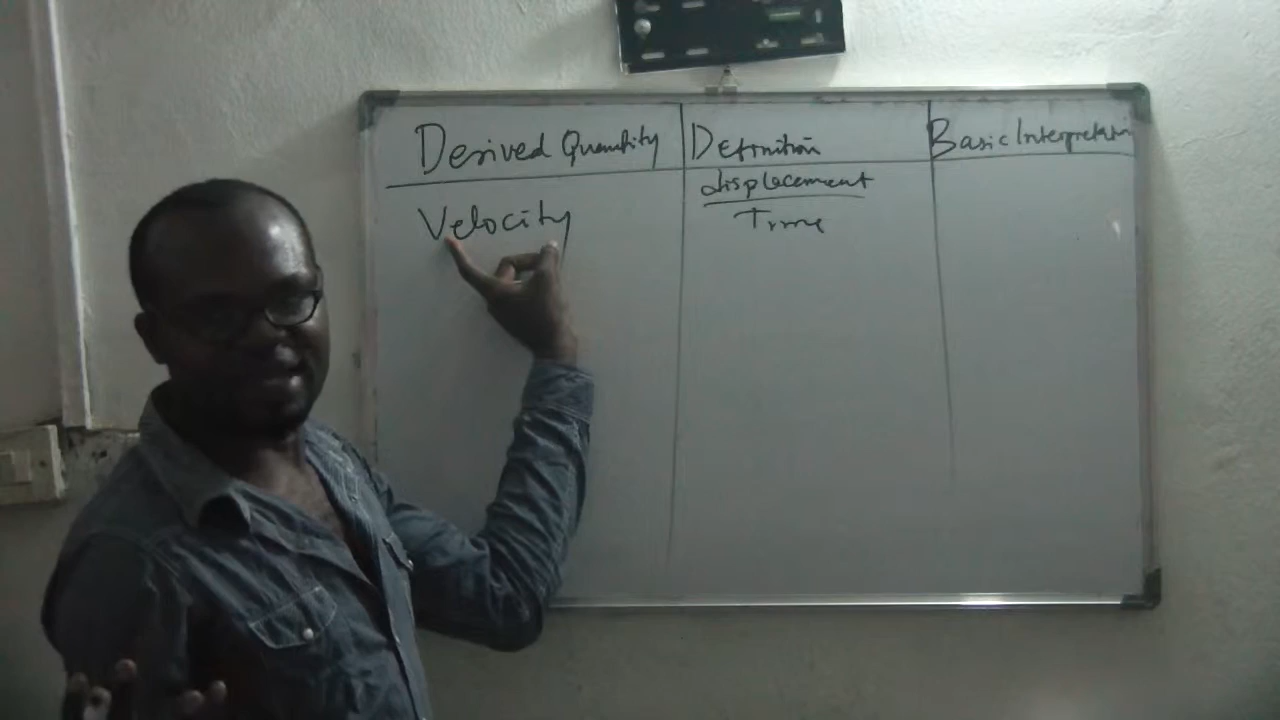 Derived Quantity Definition Basic Interpretation
displacement
Velocity Time